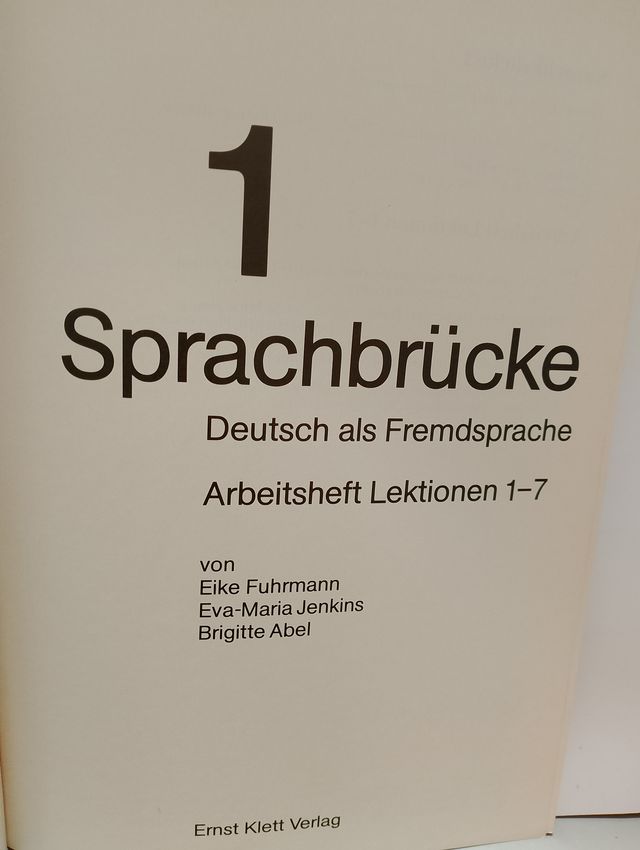 1
Sprachbrücke
Deutsch als Fremdsprache
Arbeitsheft Lektionen 1–7
von
Eike Fuhrmann
Eva-Maria Jenkins
Brigitte Abel
Ernst Klett Verlag